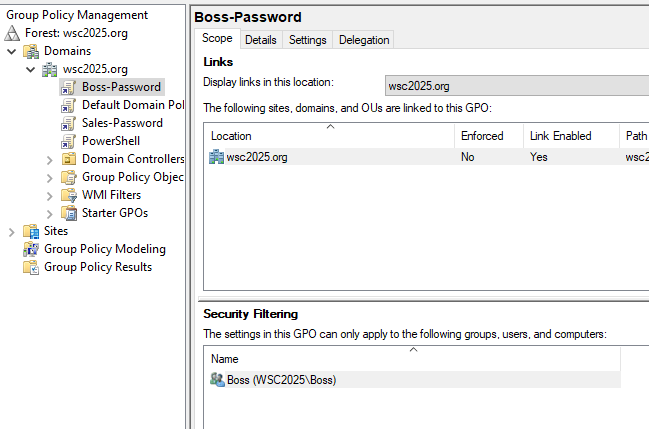 Group Policy Management
Forest: wsc2025.org
Domains
wsc2025.org
Boss-Password
Default Domain Pol
Sales-Password
PowerShell
Domain Controllers
Group Policy Objec
WMI Filters
Starter GPOs
Sites
Group Policy Modeling
Group Policy Results
Boss-Password
Scope Details Settings Delegation
Links
Display links in this location: wsc2025.org
The following sites, domains, and OUs are linked to this GPO:
Location Enforced Link Enabled Path
wsc2025.org No Yes wsc2
Security Filtering
The settings in this GPO can only apply to the following groups, users, and computers:
Name
Boss (WSC2025\Boss)